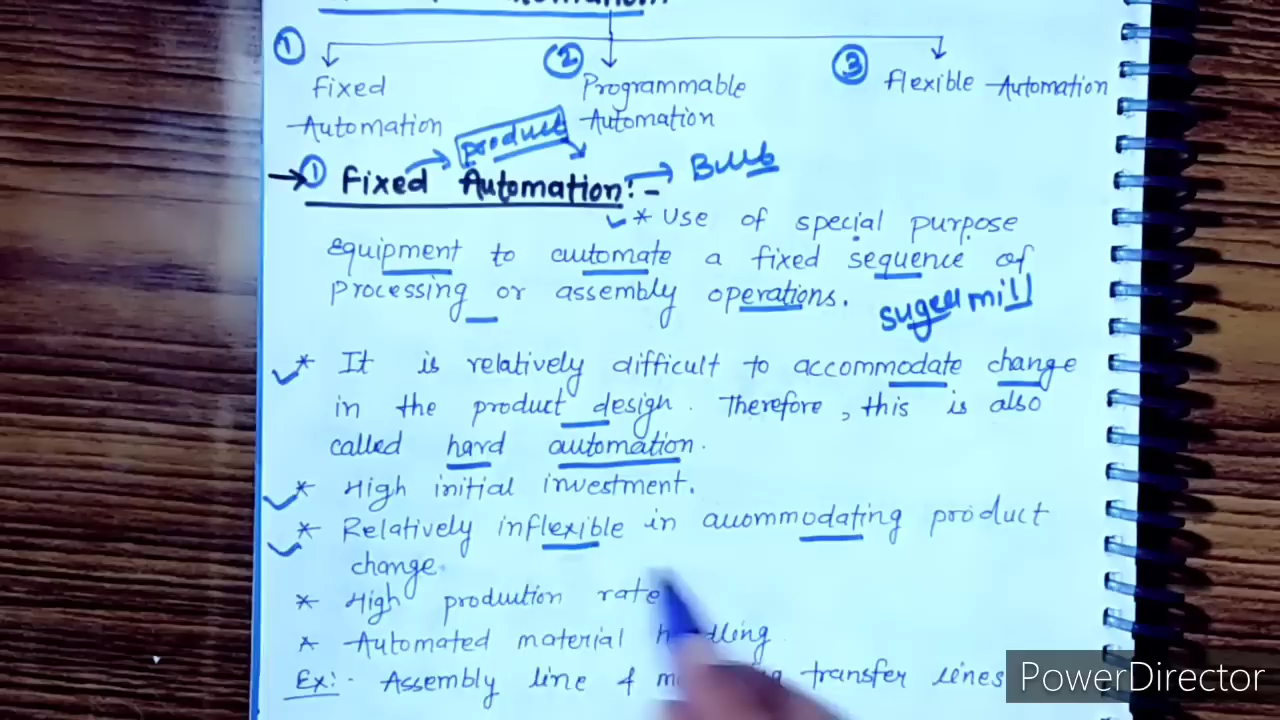 ① ② ③
Fixed Programmable Flexible Automation
Automation Automation
product
① Fixed Automation:- Bulb
* Use of special purpose
equipment to automate a fixed sequence of
processing or assembly operations.
mill
* It is relatively difficult to accommodate change
in the product design. Therefore, this is also
called hard automation.
* High initial investment.
* Relatively inflexible in accommodating product
change.
* High production rate
* Automated material
Ex:- Assembly line & transfer lines
PowerDirector